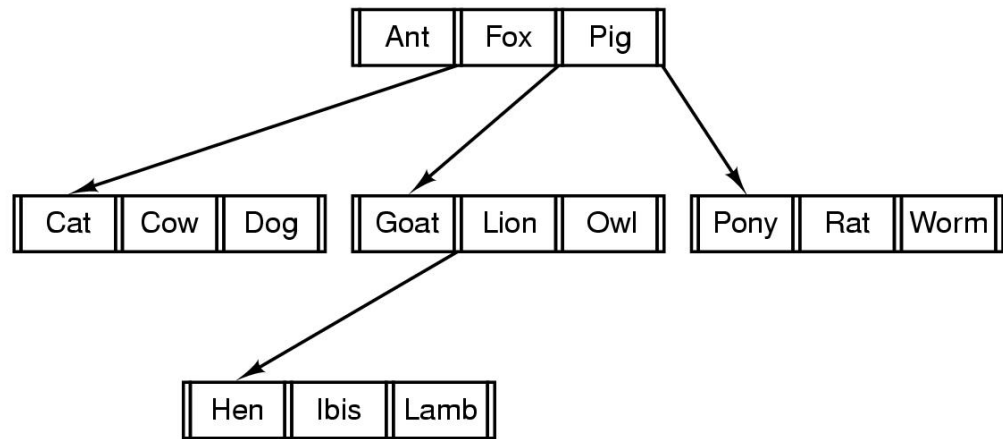 Ant Fox Pig
Cat Cow Dog Goat Lion Owl Pony Rat Worm
Hen Ibis Lamb